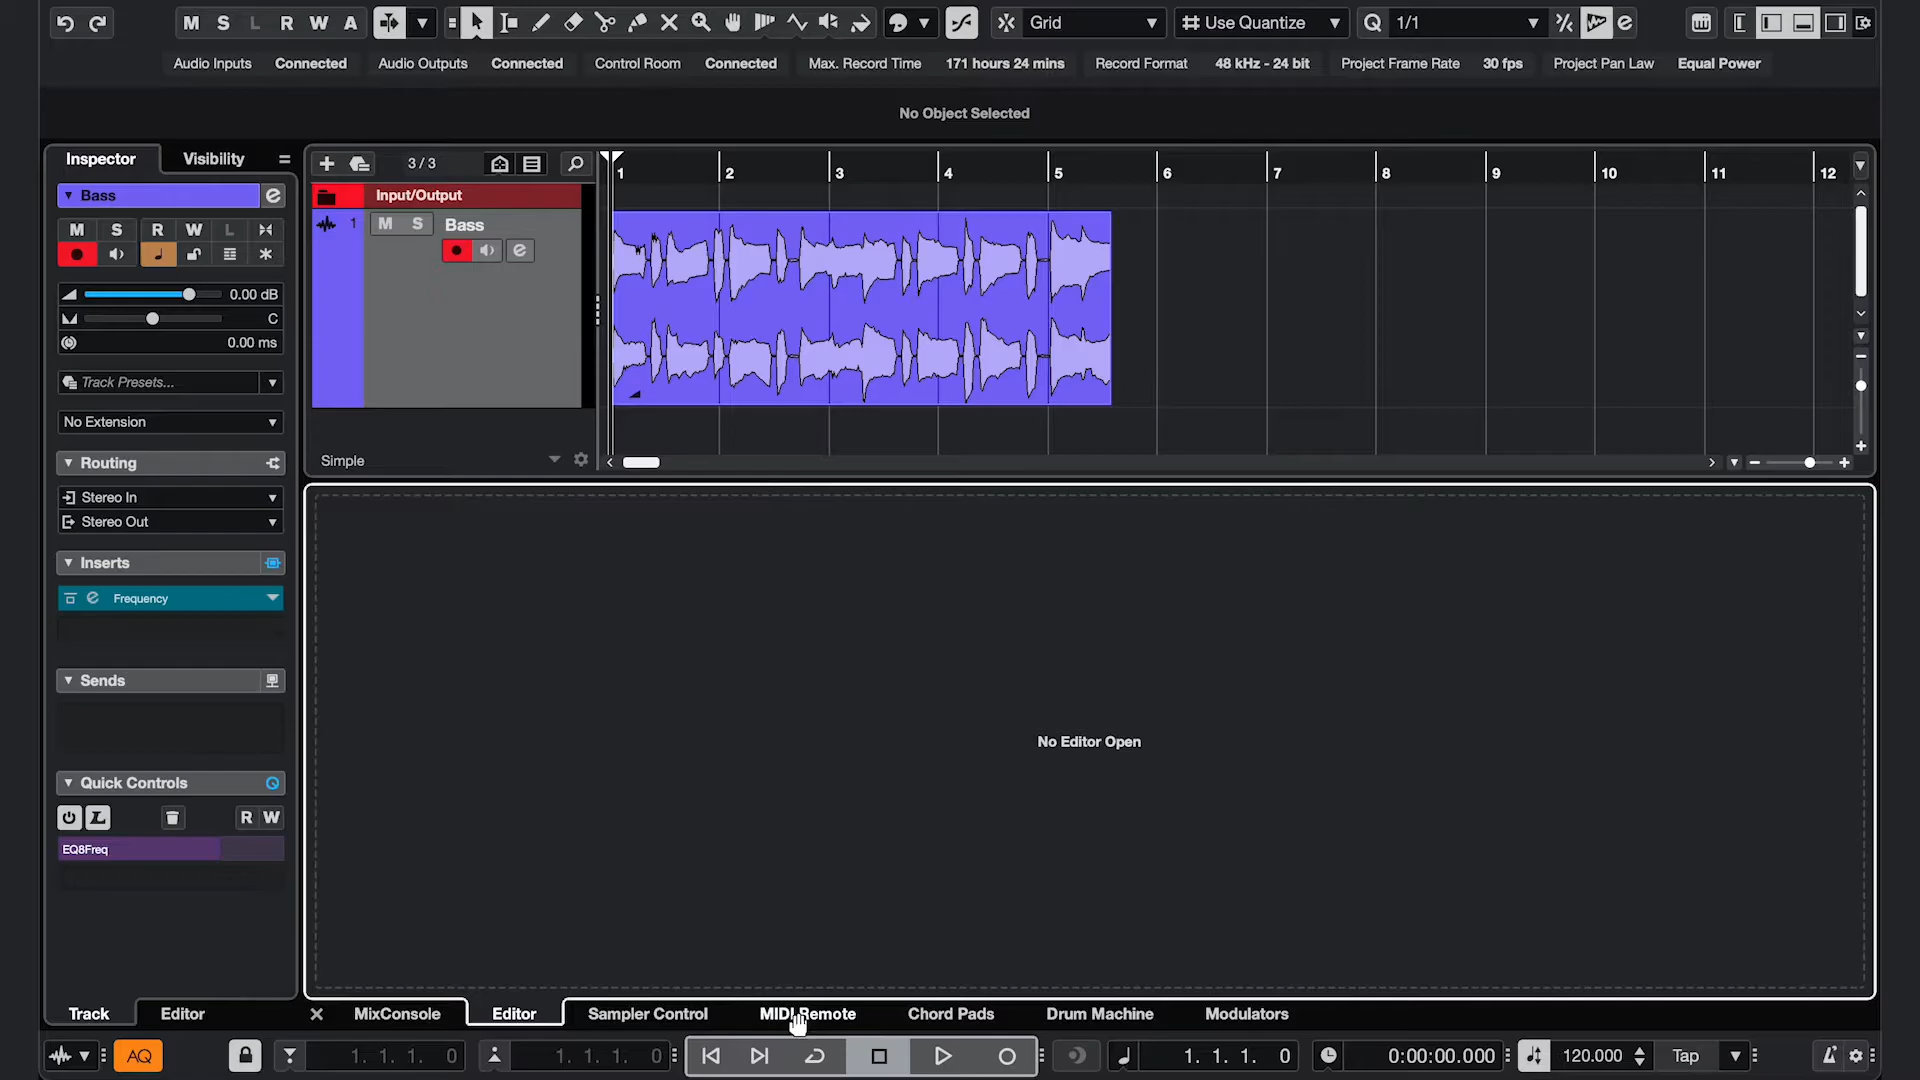 M S L R W A Grid Use Quantize Q 1/1
Audio Inputs Connected Audio Outputs Connected Control Room Connected Max. Record Time 171 hours 24 mins Record Format 48 kHz - 24 bit Project Frame Rate 30 fps Project Pan Law Equal Power
No Object Selected
Inspector Visibility
3 / 3
1 2 3 4 5 6 7 8 9 10 11 12
Bass
Input/Output
1 M S Bass
M S R W L
0.00 dB
C
0.00 ms
Track Presets...
No Extension
Simple
Routing
Stereo In
Stereo Out
Inserts
Frequency
Sends
No Editor Open
Quick Controls
L R W
EQ8Freq
Track Editor
MixConsole Editor Sampler Control MIDI Remote Chord Pads Drum Machine Modulators
AQ 1. 1. 1. 0 1. 1. 1. 0 1. 1. 1. 0 0:00:00.000 120.000 Tap